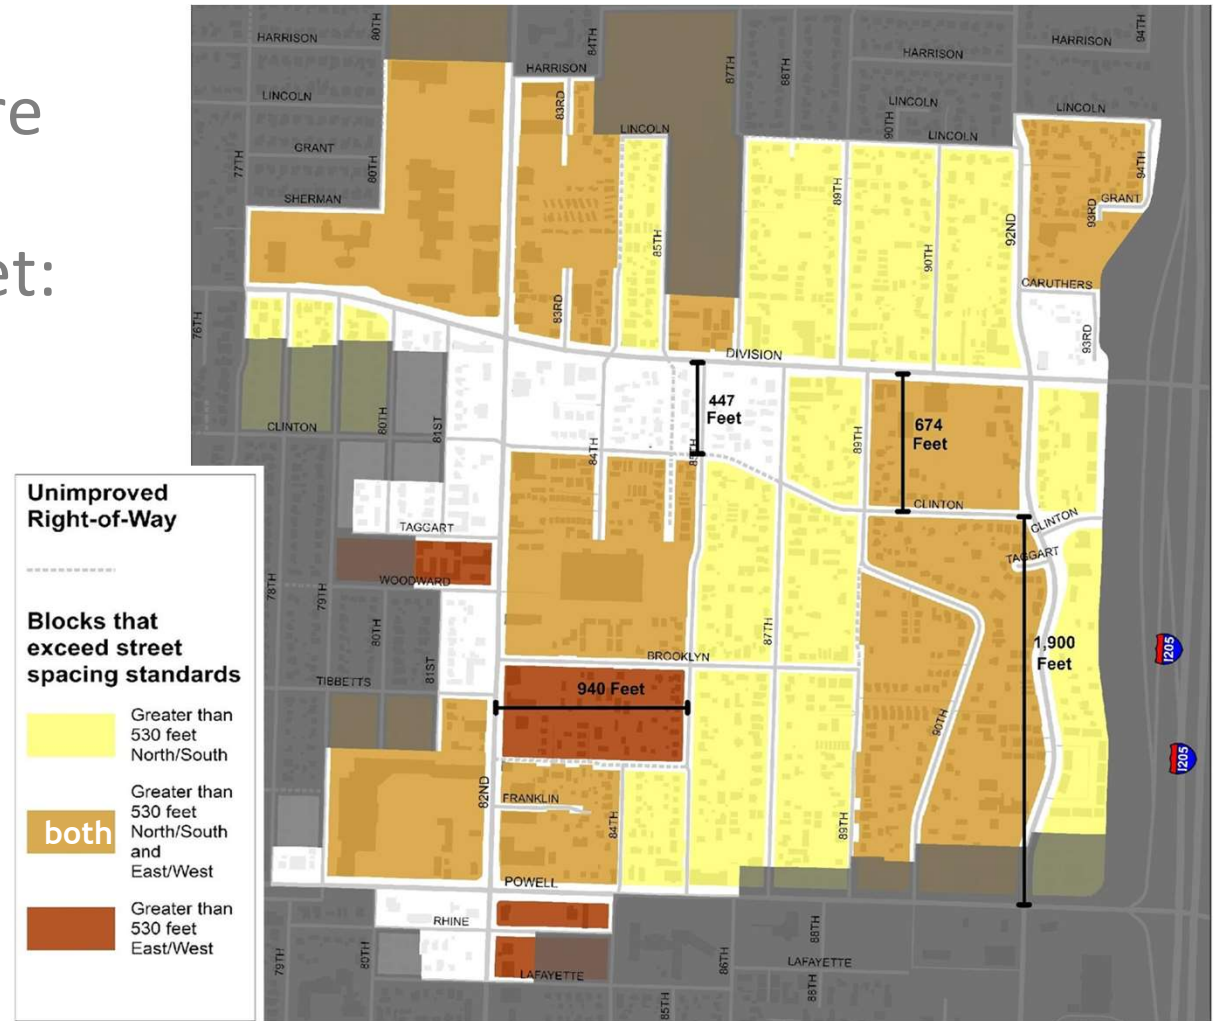 re
et:
HARRISON
80TH
84TH
HARRISON
87TH
88TH
HARRISON
HARRISON
94TH
LINCOLN
83RD
LINCOLN
90TH
LINCOLN
LINCOLN
LINCOLN
GRANT
77TH
80TH
SHERMAN
89TH
94TH
GRANT
93RD
92ND
85TH
90TH
CARUTHERS
83RD
76TH
93RD
DIVISION
447
Feet
674
Feet
80TH
81ST
CLINTON
84TH
89TH
CLINTON
CLINTON
TAGGART
TAGGART
WOODWARD
78TH
79TH
80TH
81ST
TIBBETTS
87TH
BROOKLYN
1,900
Feet
I205
940 Feet
90TH
I205
82ND
FRANKLIN
84TH
89TH
POWELL
RHINE
79TH
80TH
LAFAYETTE
85TH
86TH
88TH
LAFAYETTE
88TH
Unimproved
Right-of-Way
Blocks that
exceed street
spacing standards
Greater than
530 feet
North/South
both
Greater than
530 feet
North/South
and
East/West
Greater than
530 feet
East/West